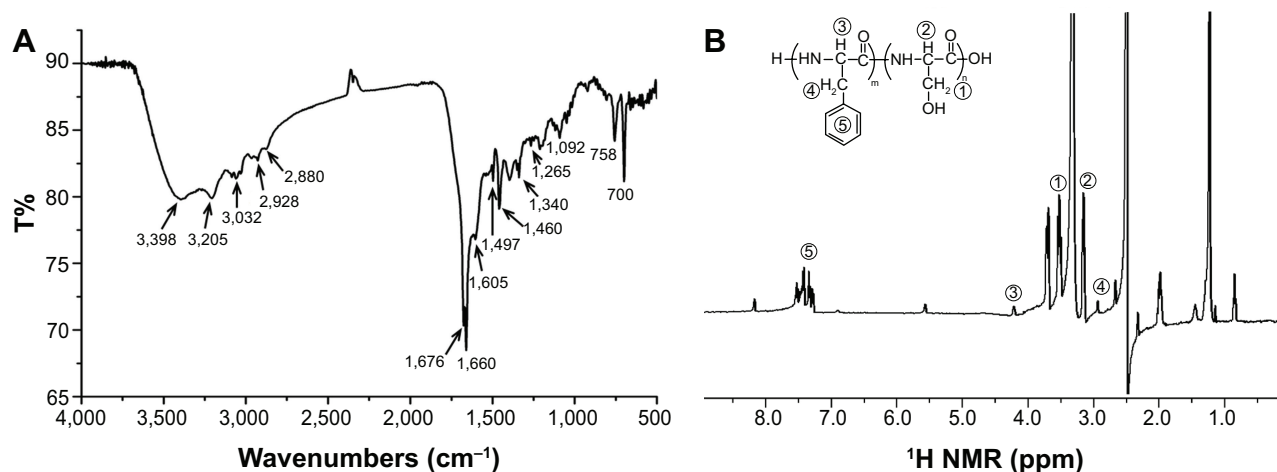 A
T%
95
90
85
80
75
70
65
3,398
3,205
3,032
2,928
2,880
1,676
1,660
1,605
1,497
1,460
1,340
1,265
1,092
758
700
4,000 3,500 3,000 2,500 2,000 1,500 1,000 500
Wavenumbers (cm⁻¹)
B
③ O ② O
H HN H C NH H C OH
m n
④ H₂C CH₂ ①
OH
⑤
⑤ ③ ① ② ④
8.0 7.0 6.0 5.0 4.0 3.0 2.0 1.0
¹H NMR (ppm)